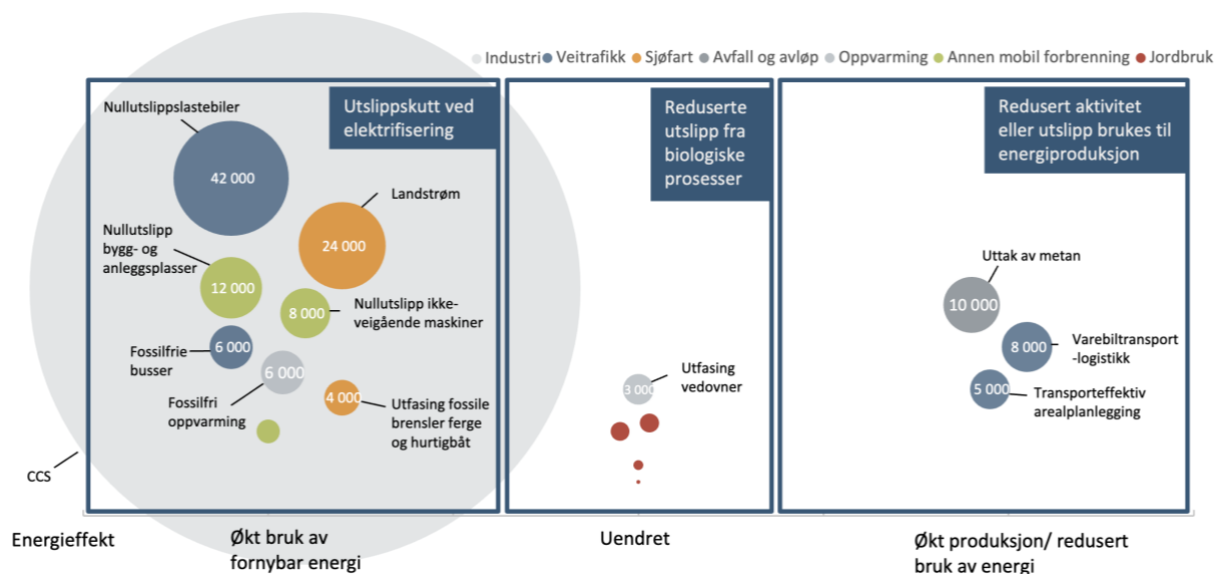 Industri Veitrafikk Sjøfart Avfall og avløp Oppvarming Annen mobil forbrenning Jordbruk
Utslippskutt ved
elektrifisering
Nullutslippslastebiler
42 000
Landstrøm
24 000
Nullutslipp
bygg- og
anleggsplasser
12 000
8 000
Nullutslipp ikke-
veigående maskiner
6 000
Fossilfrie
busser
6 000
Fossilfri
oppvarming
4 000
Utfasing fossile
brensler ferge
og hurtigbåt
CCS
Reduserte
utslipp fra
biologiske
prosesser
Utfasing
vedovner
3 000
Redusert aktivitet
eller utslipp brukes til
energiproduksjon
Uttak av metan
10 000
8 000
Varebiltransport
-logistikk
5 000
Transporteffektiv
arealplanlegging
Energieffekt
Økt bruk av
fornybar energi
Uendret
Økt produksjon/ redusert
bruk av energi